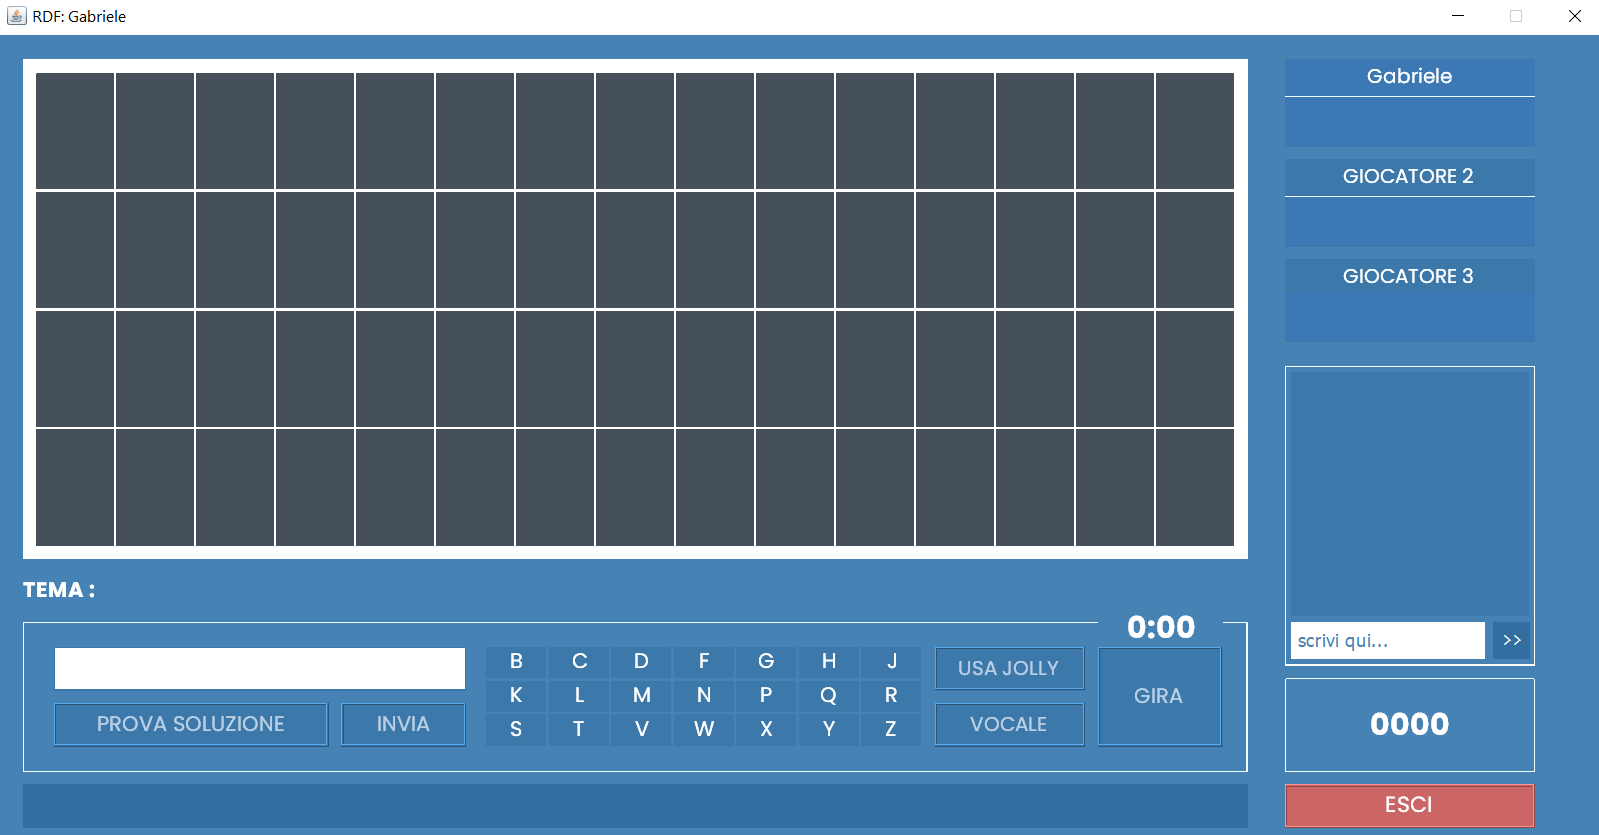 RDF: Gabriele
Gabriele
GIOCATORE 2
GIOCATORE 3
TEMA :
0:00
B C D F G H J
K L M N P Q R
S T V W X Y Z
PROVA SOLUZIONE
INVIA
USA JOLLY
VOCALE
GIRA
scrivi qui...
>>
0000
ESCI